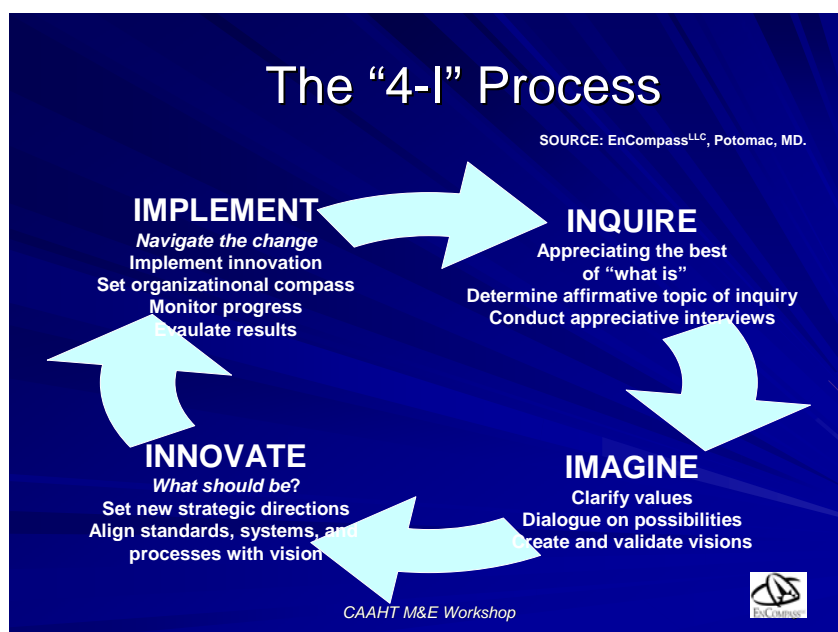 The “4-I” Process
SOURCE: EnCompassLLC, Potomac, MD.
IMPLEMENT
Navigate the change
Implement innovation
Set organizatinonal compass
Monitor progress
Evaulate results
INQUIRE
Appreciating the best
of “what is”
Determine affirmative topic of inquiry
Conduct appreciative interviews
INNOVATE
What should be?
Set new strategic directions
Align standards, systems, and
processes with vision
IMAGINE
Clarify values
Dialogue on possibilities
Create and validate visions
CAAHT M&E Workshop
ENCOMPASS